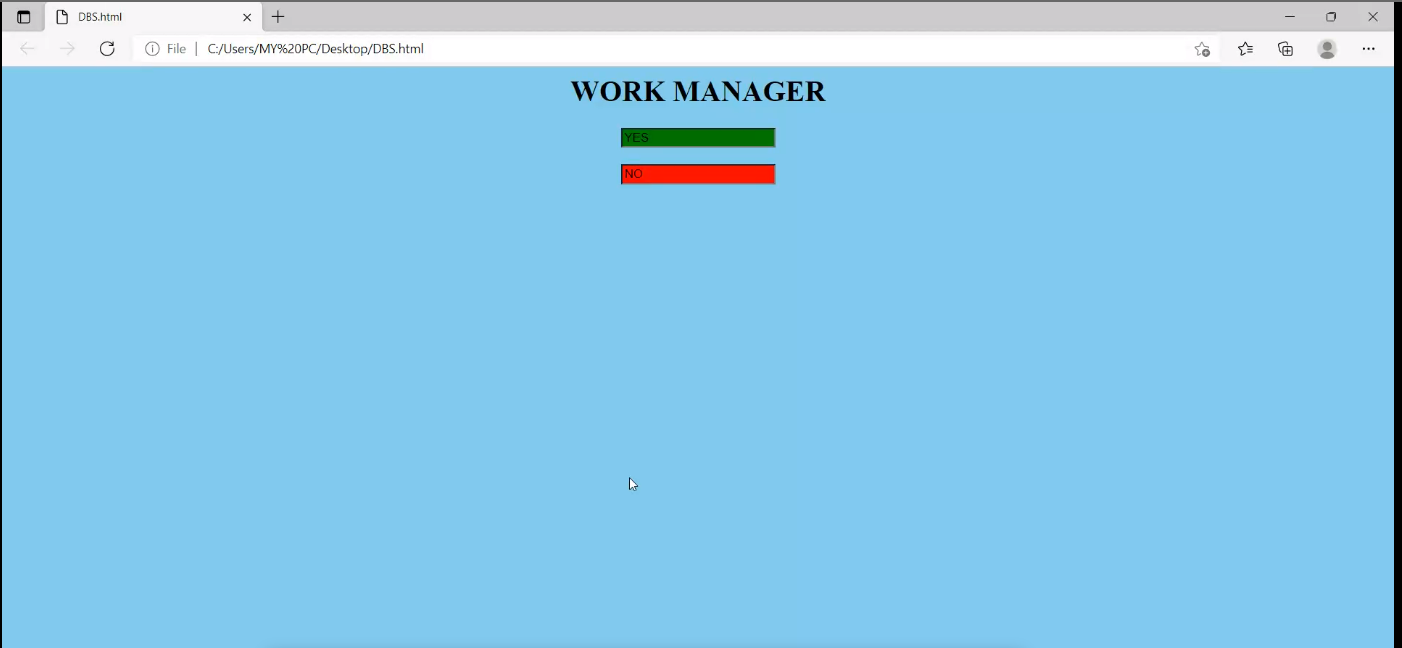 DBS.html
File | C:/Users/MY%20PC/Desktop/DBS.html
WORK MANAGER
YES
NO